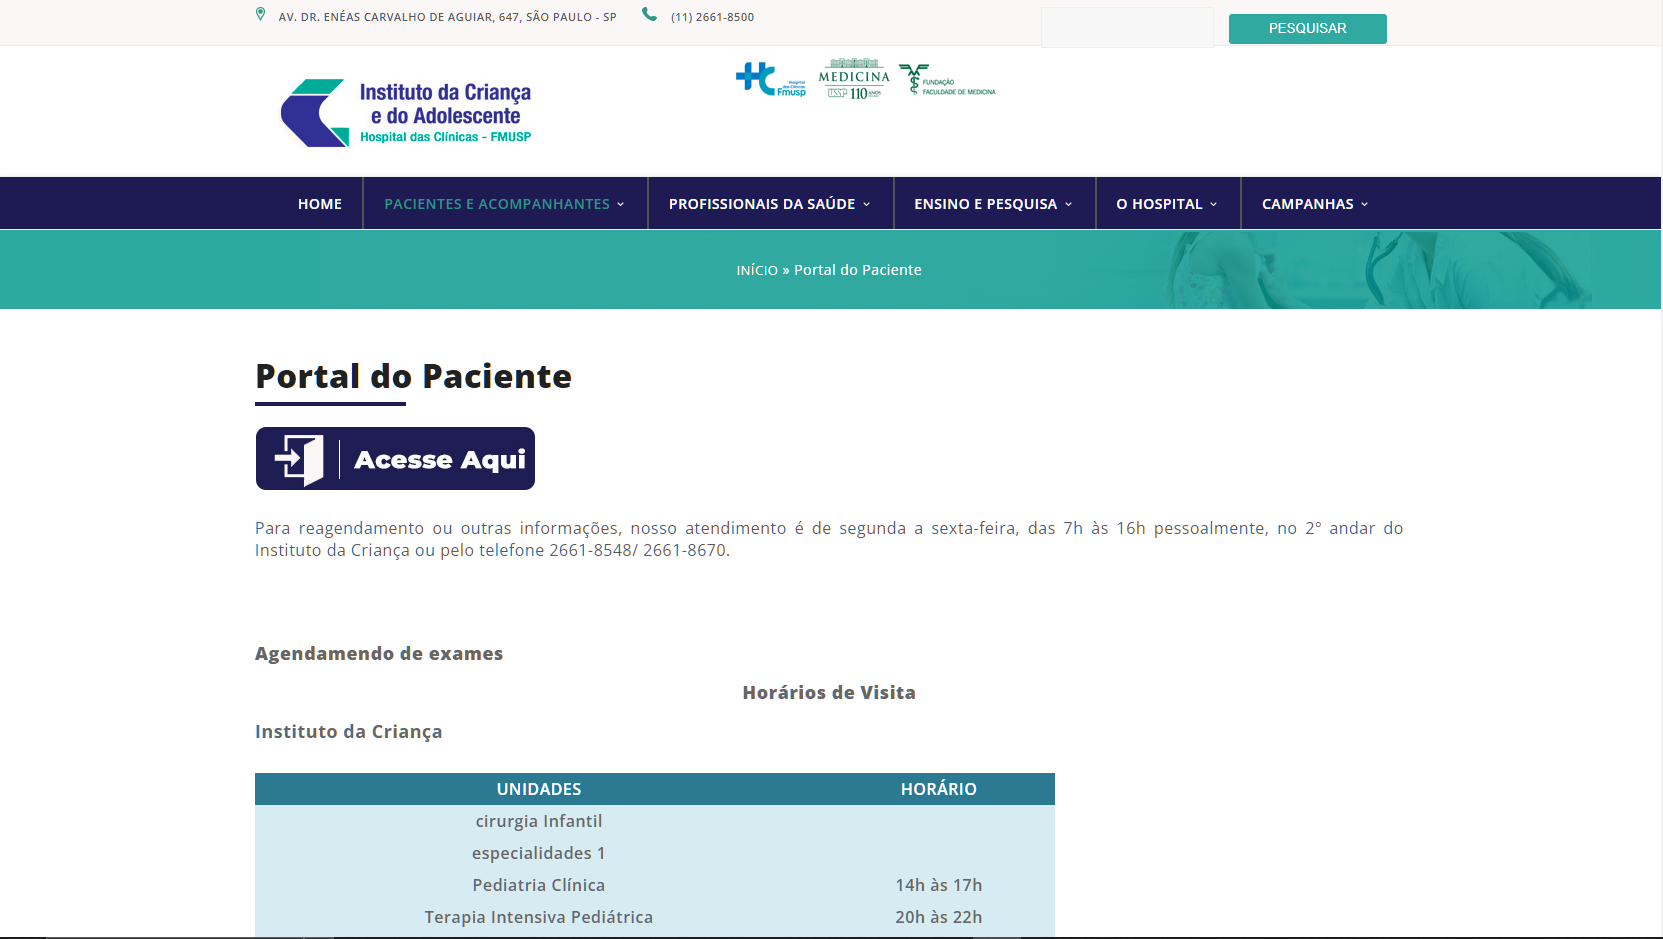 AV. DR. ENÉAS CARVALHO DE AGUIAR, 647, SÃO PAULO - SP (11) 2661-8500
PESQUISAR
Instituto da Criança
e do Adolescente
Hospital das Clínicas - FMUSP
HC
Hospital
das Clínicas
Fmusp
MEDICINA
USP 110 ANOS
FUNDAÇÃO
FACULDADE DE MEDICINA
HOME PACIENTES E ACOMPANHANTES PROFISSIONAIS DA SAÚDE ENSINO E PESQUISA O HOSPITAL CAMPANHAS
INÍCIO » Portal do Paciente
Portal do Paciente
Acesse Aqui
Para reagendamento ou outras informações, nosso atendimento é de segunda a sexta-feira, das 7h às 16h pessoalmente, no 2° andar do
Instituto da Criança ou pelo telefone 2661-8548/ 2661-8670.
Agendamendo de exames
Horários de Visita
Instituto da Criança
UNIDADES HORÁRIO
cirurgia Infantil
especialidades 1
Pediatria Clínica 14h às 17h
Terapia Intensiva Pediátrica 20h às 22h